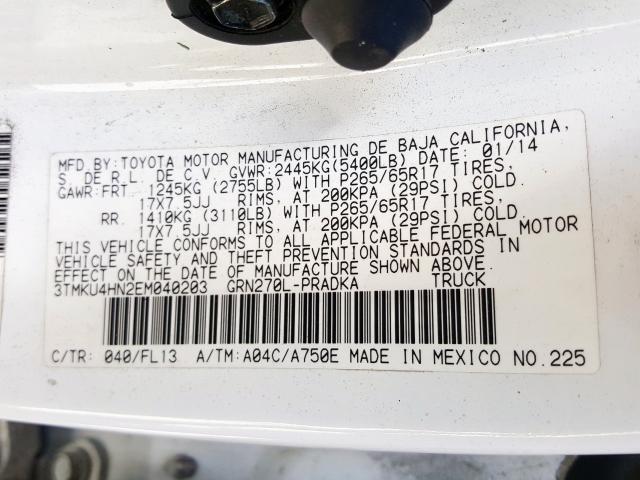 MFD BY:TOYOTA MOTOR MANUFACTURING DE BAJA CALIFORNIA,
S. DE R.L. DE C.V. GVWR:2445KG(5400LB) DATE: 01/14
GAWR:FRT. 1245KG (2755LB) WITH P265/65R17 TIRES,
17X7.5JJ RIMS, AT 200KPA (29PSI) COLD.
RR. 1410KG (3110LB) WITH P265/65R17 TIRES,
17X7.5JJ RIMS, AT 200KPA (29PSI) COLD.
THIS VEHICLE CONFORMS TO ALL APPLICABLE FEDERAL MOTOR
VEHICLE SAFETY AND THEFT PREVENTION STANDARDS IN
EFFECT ON THE DATE OF MANUFACTURE SHOWN ABOVE.
3TMKU4HN2EM040203 GRN270L-PRADKA TRUCK
C/TR: 040/FL13 A/TM:A04C/A750E MADE IN MEXICO NO.225